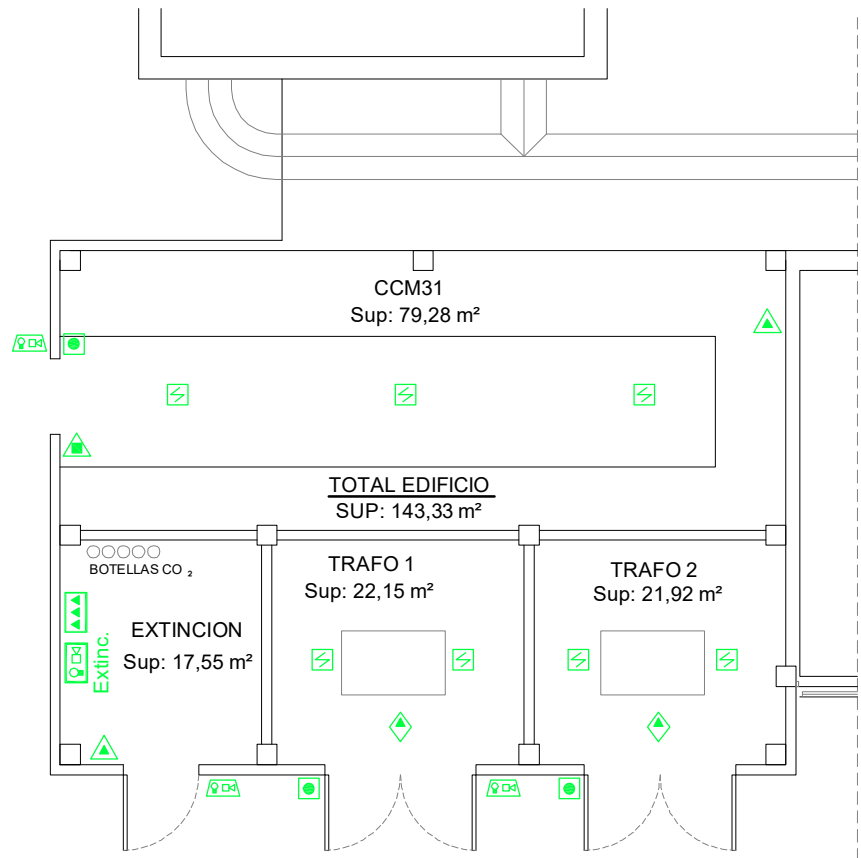 CCM31
Sup: 79,28 m²
TOTAL EDIFICIO
SUP: 143,33 m²
BOTELLAS CO ₂
TRAFO 1
Sup: 22,15 m²
TRAFO 2
Sup: 21,92 m²
EXTINCION
Sup: 17,55 m²
Extinc.